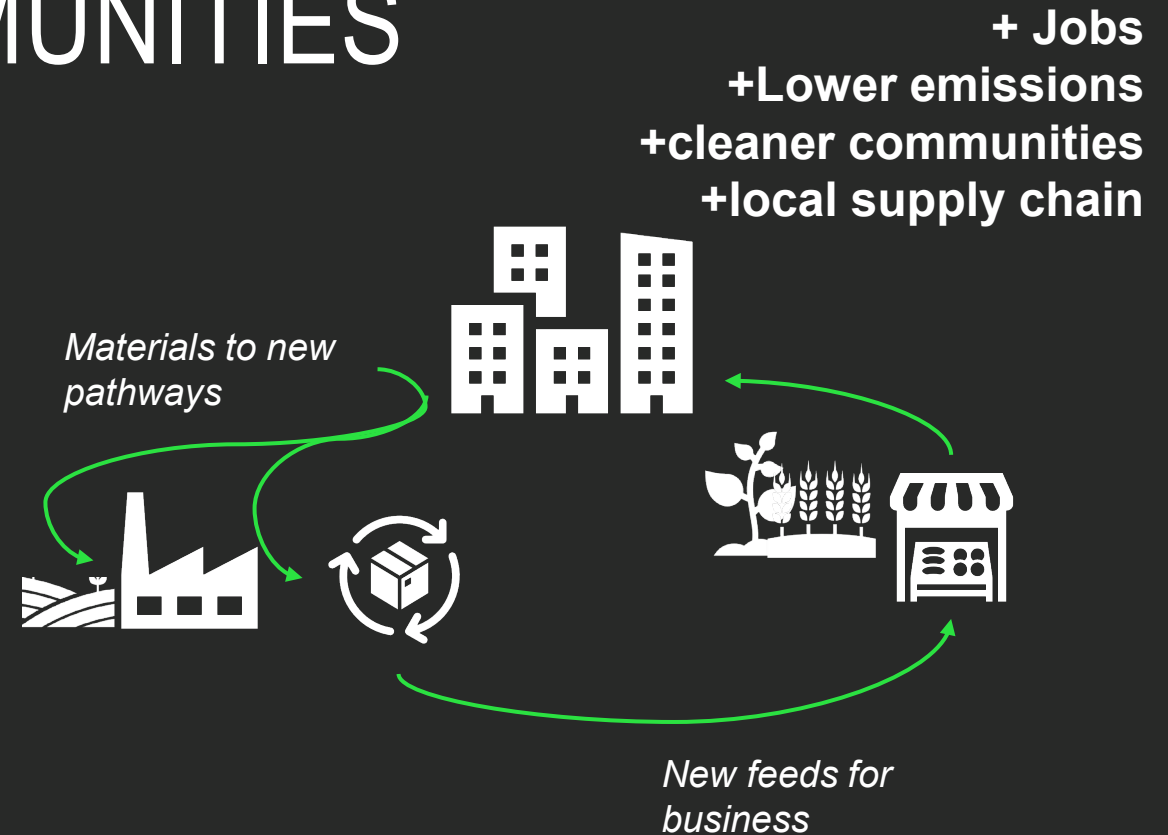 MUNITIES
+ Jobs
+Lower emissions
+cleaner communities
+local supply chain
Materials to new
pathways
New feeds for
business